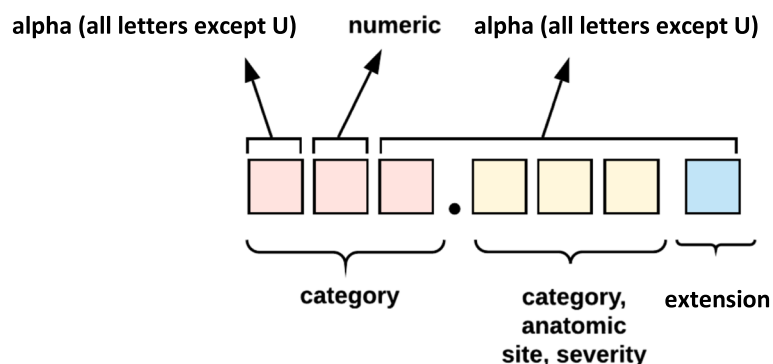 alpha (all letters except U)
numeric
alpha (all letters except U)
category
category,
anatomic
site, severity
extension